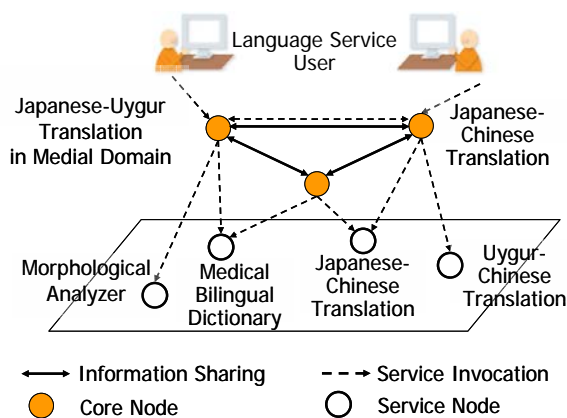 Language Service
User
Japanese-Uygur
Translation
in Medial Domain
Japanese-
Chinese
Translation
Morphological
Analyzer
Medical
Bilingual
Dictionary
Japanese-
Chinese
Translation
Uygur-
Chinese
Translation
Information Sharing
Service Invocation
Core Node
Service Node